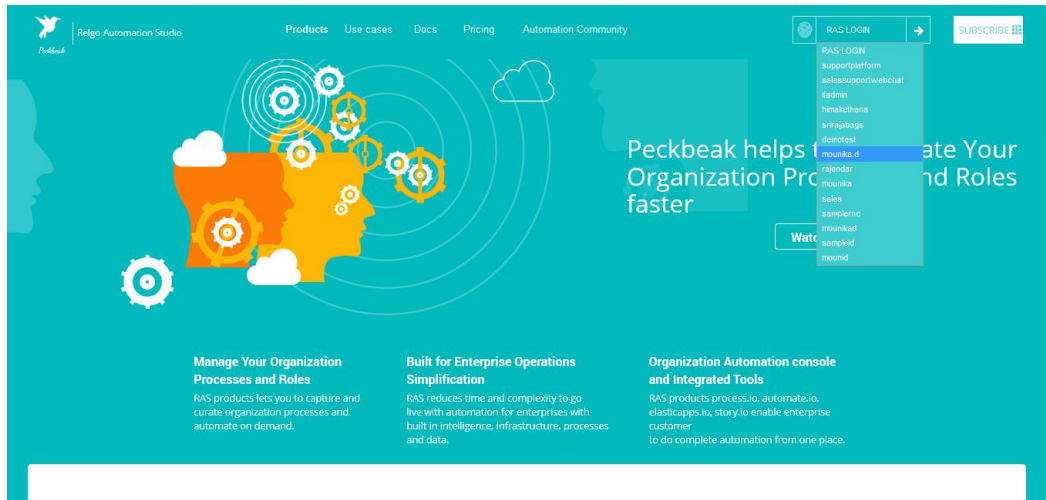 Relgo Automation Studio
Peckbeak
Products Use cases Docs Pricing Automation Community
RAS LOGIN
SUBSCRIBE
RAS LOGIN
supportplatform
salessupportwebchat
itadmin
himakethana
srirajabags
demotest
mounika.d
rajendar
mounika
sales
samplernc
mounikad
sampleid
mounid
Peckbeak helps ate Your
Organization Pro nd Roles
faster
Manage Your Organization
Processes and Roles
RAS products lets you to capture and
curate organization processes and
automate on demand.
Built for Enterprise Operations
Simplification
RAS reduces time and complexity to go
live with automation for enterprises with
built in intelligence, Infrastructure, processes
and data.
Organization Automation console
and Integrated Tools
RAS products process.io, automate.io,
elasticapps.io, story.io enable enterprise
customer
to do complete automation from one place.